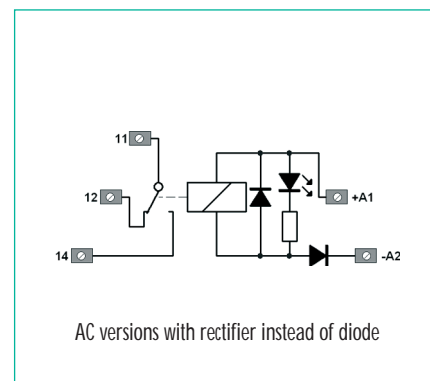 11
12
+A1
14
-A2
AC versions with rectifier instead of diode